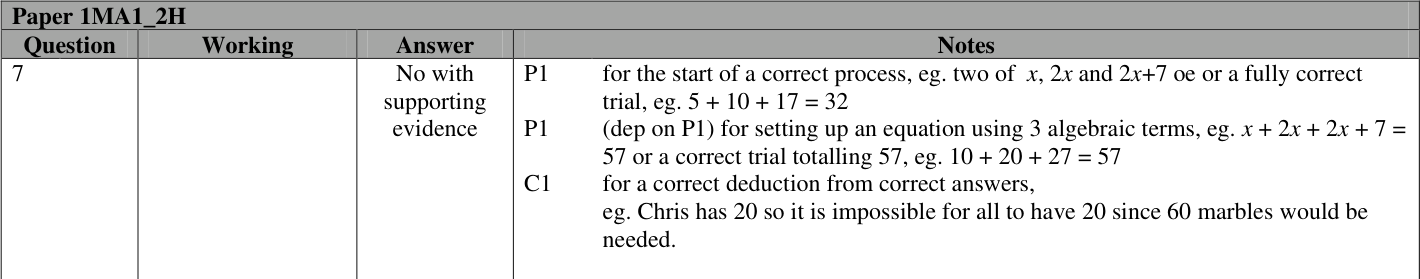 Paper 1MA1_2H
Question Working Answer Notes
7 No with supporting evidence
P1 for the start of a correct process, eg. two of x, 2x and 2x+7 oe or a fully correct
trial, eg. 5 + 10 + 17 = 32
P1 (dep on P1) for setting up an equation using 3 algebraic terms, eg. x + 2x + 2x + 7 =
57 or a correct trial totalling 57, eg. 10 + 20 + 27 = 57
C1 for a correct deduction from correct answers,
eg. Chris has 20 so it is impossible for all to have 20 since 60 marbles would be
needed.